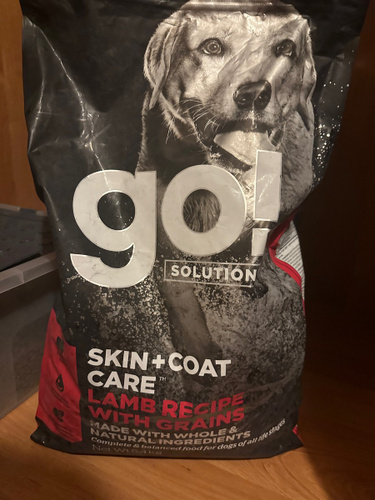 go!
SOLUTION
SKIN+COAT
CARE™
LAMB RECIPE
WITH GRAINS
MADE WITH WHOLE &
NATURAL INGREDIENTS
Complete & balanced food for dogs of all life stages